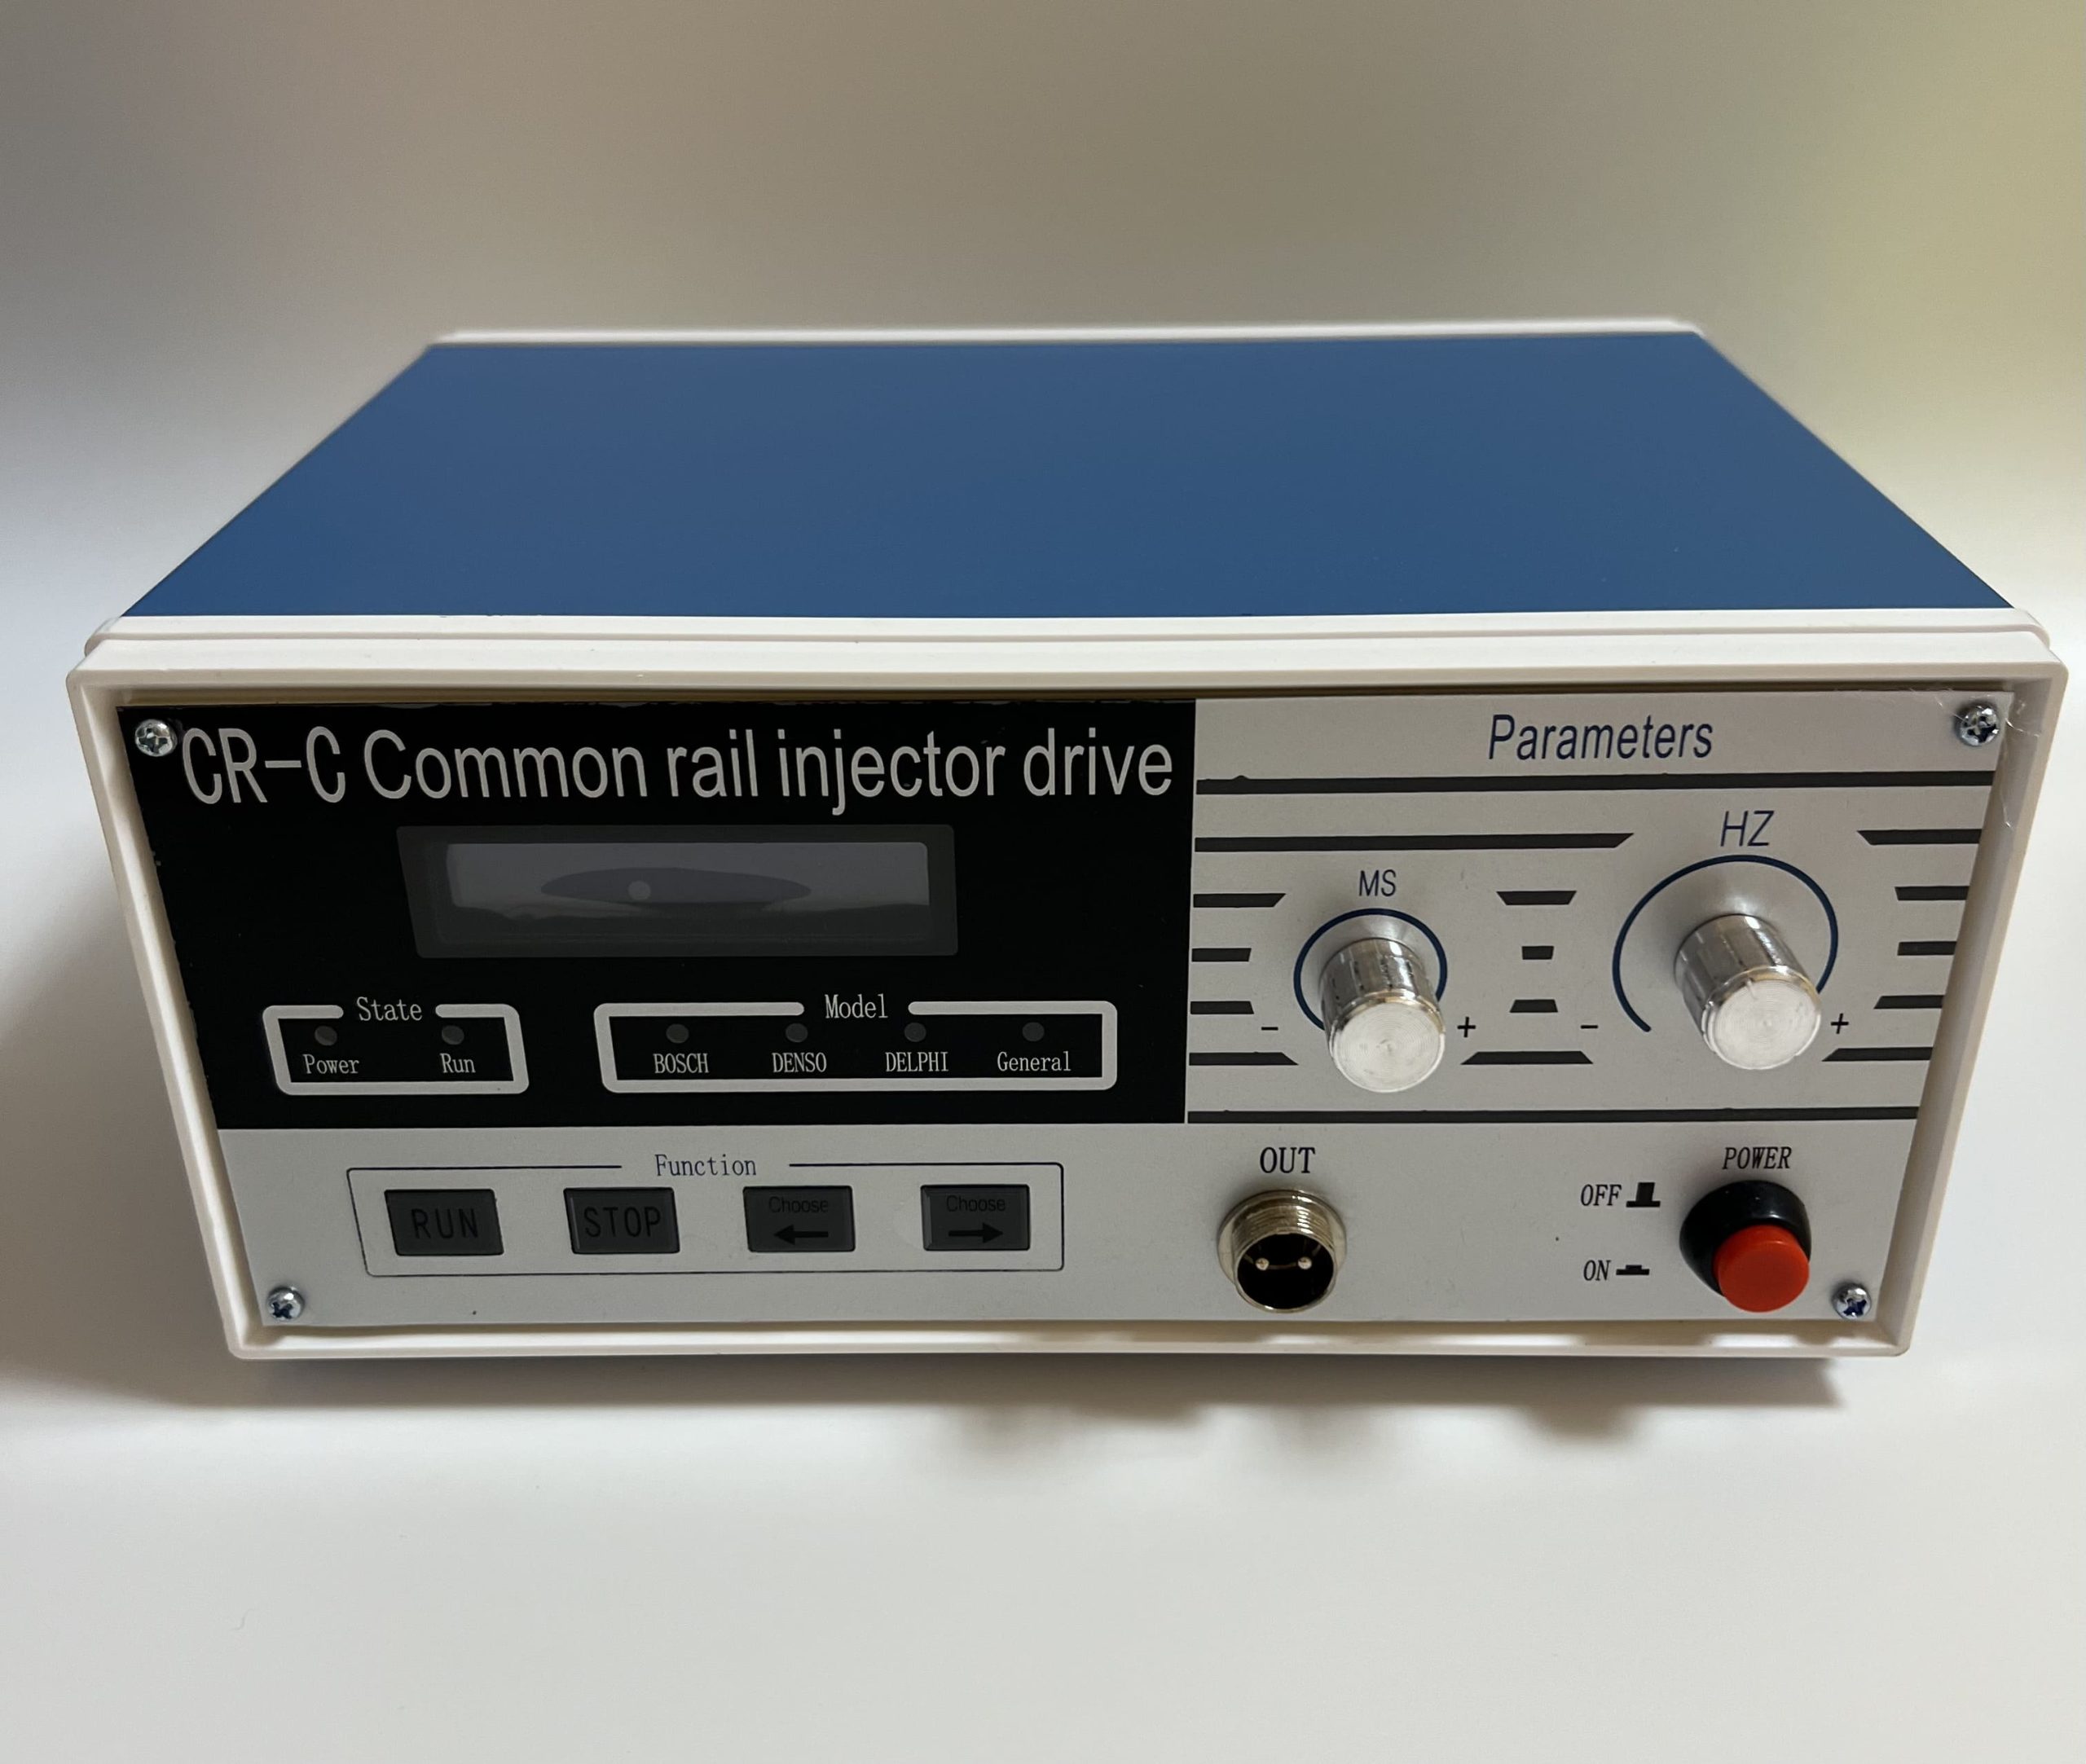 CR-C Common rail injector drive
State
Power Run
Model
BOSCH DENSO DELPHI General
Parameters
MS
- +
HZ
- +
Function
RUN STOP Choose ← Choose →
OUT
POWER
OFF
ON